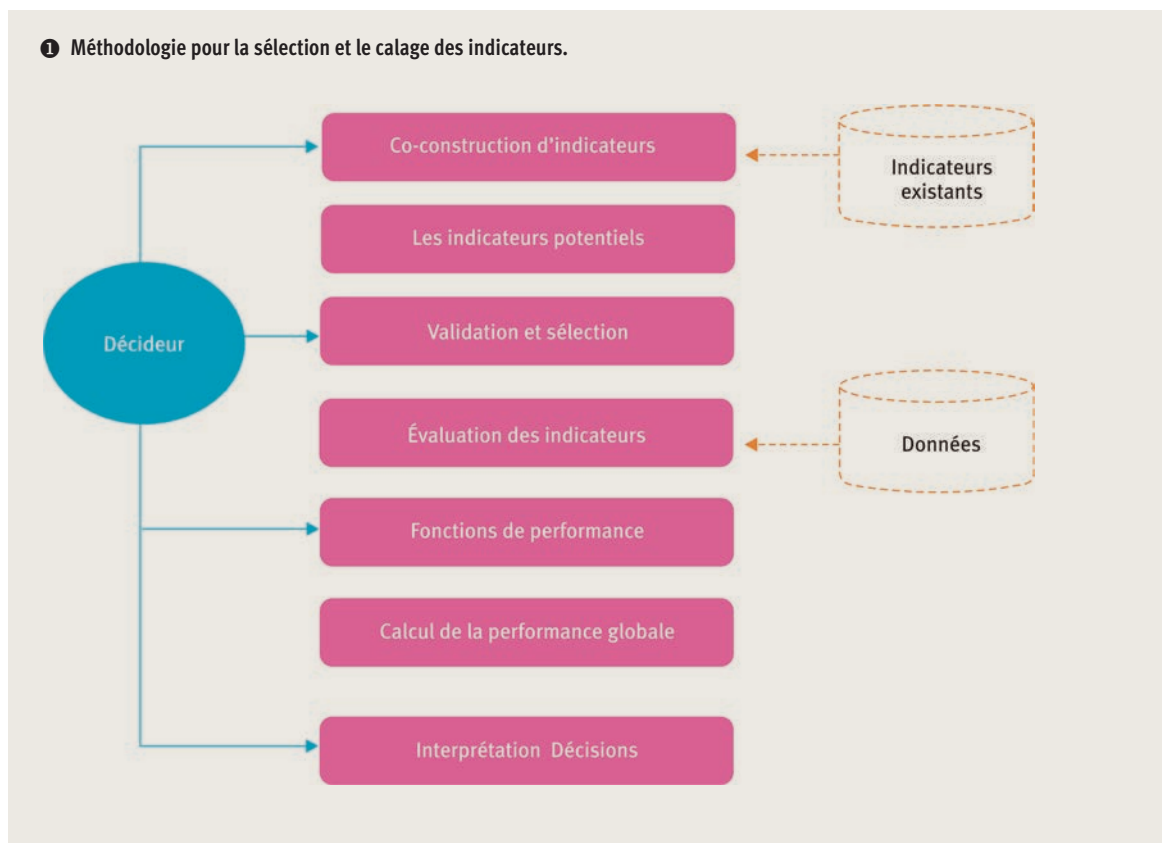 ❶ Méthodologie pour la sélection et le calage des indicateurs.
Co-construction d'indicateurs
Indicateurs
existants
Les indicateurs potentiels
Validation et sélection
Décideur
Évaluation des indicateurs
Données
Fonctions de performance
Calcul de la performance globale
Interprétation Décisions